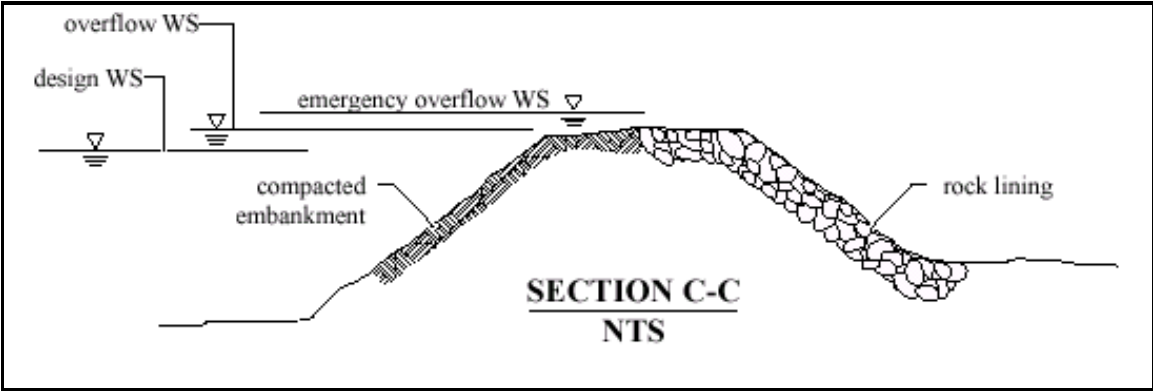 overflow WS
design WS
emergency overflow WS
compacted
embankment
rock lining
SECTION C-C
NTS